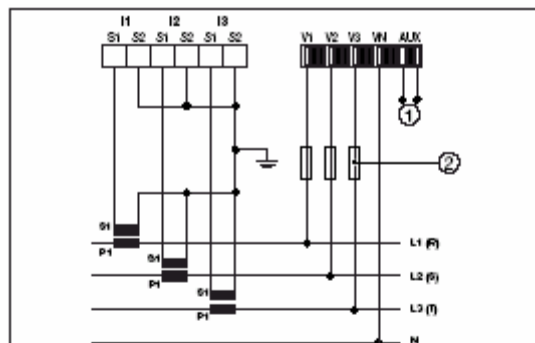 I1 I2 I3
S1 S2 S1 S2 S1 S2
V1 V2 V3 VN AUX
1
2
S1
P1
L1 (R)
S1
P1
L2 (S)
S1
P1
L3 (T)
N